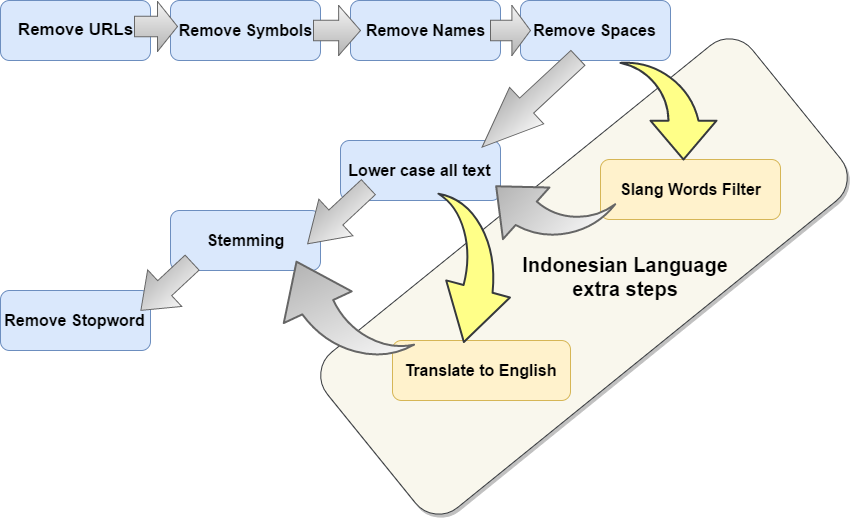 Remove URLs
Remove Symbols
Remove Names
Remove Spaces
Lower case all text
Slang Words Filter
Stemming
Indonesian Language
extra steps
Remove Stopword
Translate to English